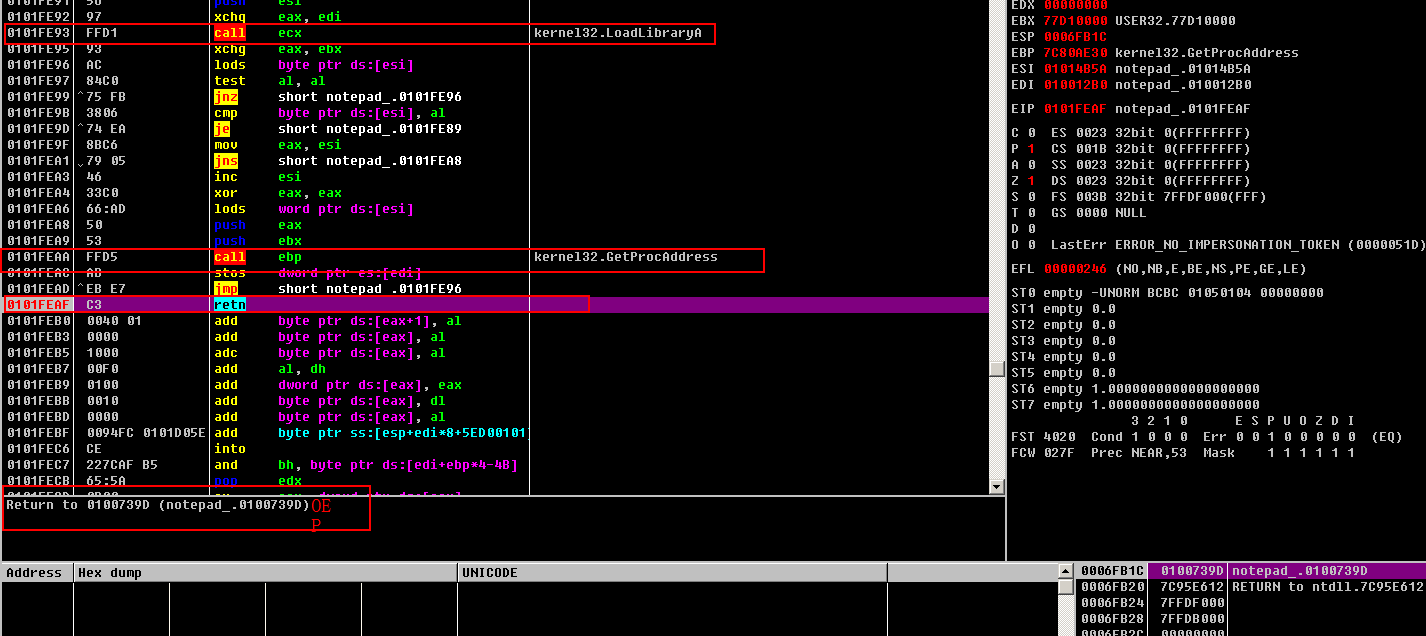 0101FE91 56 push esi
0101FE92 97 xchq eax, edi
0101FE93 FFD1 call ecx kernel32.LoadLibraryA
0101FE95 93 xchg eax, ebx
0101FE96 AC lods byte ptr ds:[esi]
0101FE97 84C0 test al, al
0101FE99 ^75 FB jnz short notepad_.0101FE96
0101FE9B 3806 cmp byte ptr ds:[esi], al
0101FE9D ^74 EA je short notepad_.0101FE89
0101FE9F 8BC6 mov eax, esi
0101FEA1 79 05 jns short notepad_.0101FEA8
0101FEA3 46 inc esi
0101FEA4 33C0 xor eax, eax
0101FEA6 66:AD lods word ptr ds:[esi]
0101FEA8 50 push eax
0101FEA9 53 push ebx
0101FEAA FFD5 call ebp kernel32.GetProcAddress
0101FEAC AB stos dword ptr es:[edi]
0101FEAD ^EB E7 jmp short notepad_.0101FE96
0101FEAF C3 retn
0101FEB0 0040 01 add byte ptr ds:[eax+1], al
0101FEB3 0000 add byte ptr ds:[eax], al
0101FEB5 1000 adc byte ptr ds:[eax], al
0101FEB7 00F0 add al, dh
0101FEB9 0100 add dword ptr ds:[eax], eax
0101FEBB 0010 add byte ptr ds:[eax], dl
0101FEBD 0000 add byte ptr ds:[eax], al
0101FEBF 0094FC 0101D05E add byte ptr ss:[esp+edi*8+5ED00101]
0101FEC6 CE into
0101FEC7 227CAF B5 and bh, byte ptr ds:[edi+ebp*4-4B]
0101FECB 65:5A pop edx
Return to 0100739D (notepad_.0100739D)
OE
P
EDX 00000000
EBX 77D10000 USER32.77D10000
ESP 0006FB1C
EBP 7C80AE30 kernel32.GetProcAddress
ESI 01014B5A notepad_.01014B5A
EDI 010012B0 notepad_.010012B0
EIP 0101FEAF notepad_.0101FEAF
C 0 ES 0023 32bit 0(FFFFFFFF)
P 1 CS 001B 32bit 0(FFFFFFFF)
A 0 SS 0023 32bit 0(FFFFFFFF)
Z 1 DS 0023 32bit 0(FFFFFFFF)
S 0 FS 003B 32bit 7FFDF000(FFF)
T 0 GS 0000 NULL
D 0
O 0 LastErr ERROR_NO_IMPERSONATION_TOKEN (0000051D)
EFL 00000246 (NO,NB,E,BE,NS,PE,GE,LE)
ST0 empty -UNORM BCBC 01050104 00000000
ST1 empty 0.0
ST2 empty 0.0
ST3 empty 0.0
ST4 empty 0.0
ST5 empty 0.0
ST6 empty 1.0000000000000000000
ST7 empty 1.0000000000000000000
3 2 1 0 E S P U O Z D I
FST 4020 Cond 1 0 0 0 Err 0 0 1 0 0 0 0 0 (EQ)
FCW 027F Prec NEAR,53 Mask 1 1 1 1 1 1
Address Hex dump UNICODE
0006FB1C 0100739D notepad_.0100739D
0006FB20 7C95E612 RETURN to ntdll.7C95E612
0006FB24 7FFDF000
0006FB28 7FFDB000
0006FB2C 00000000